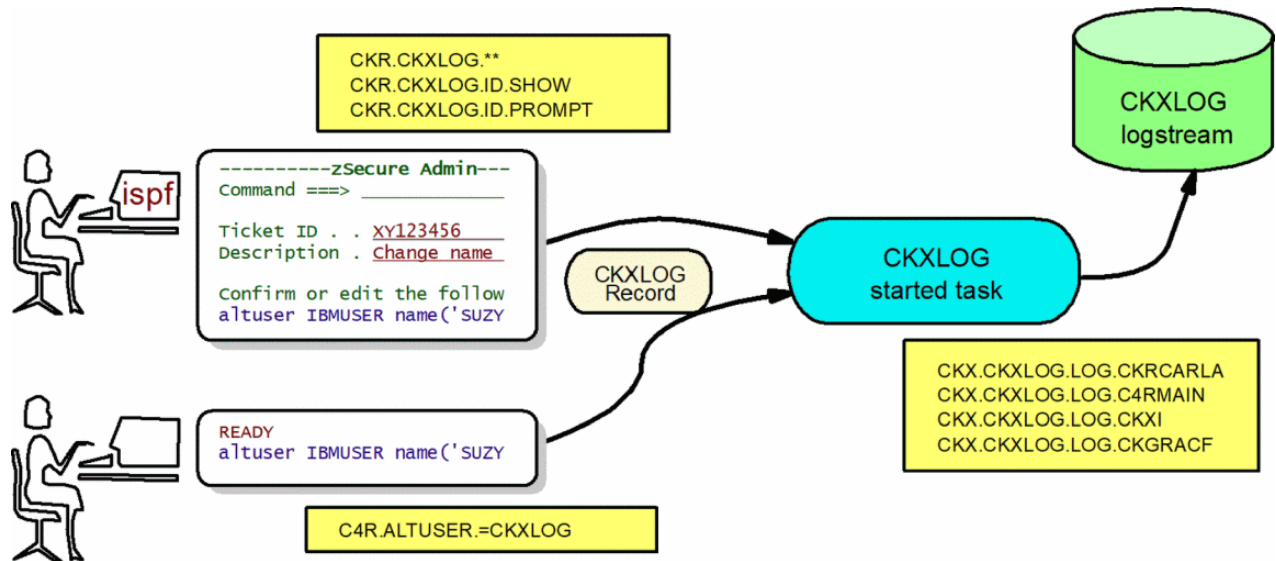 CKR.CKXLOG.**
CKR.CKXLOG.ID.SHOW
CKR.CKXLOG.ID.PROMPT
CKXLOG
logstream
ispf
----------zSecure Admin---
Command ===> ______________
Ticket ID . . XY123456
Description . Change name
Confirm or edit the follow
altuser IBMUSER name('SUZY
CKXLOG
Record
CKXLOG
started task
CKX.CKXLOG.LOG.CKRCARLA
CKX.CKXLOG.LOG.C4RMAIN
CKX.CKXLOG.LOG.CKXI
CKX.CKXLOG.LOG.CKGRACF
READY
altuser IBMUSER name('SUZY
C4R.ALTUSER.=CKXLOG